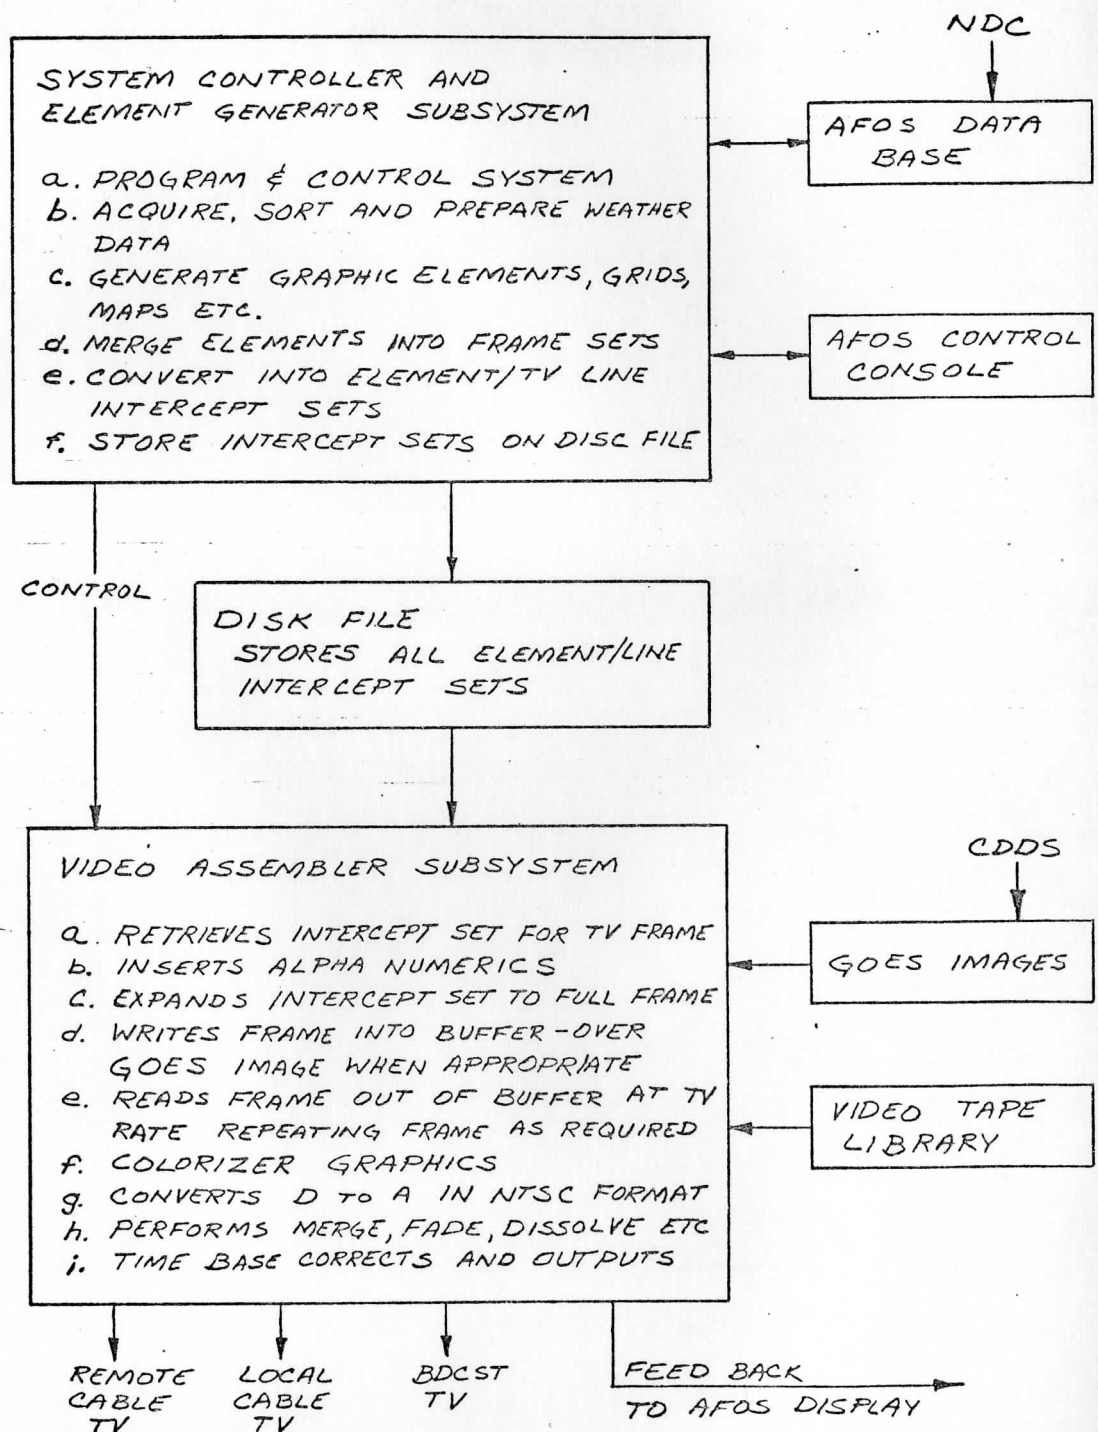 NDC
SYSTEM CONTROLLER AND
ELEMENT GENERATOR SUBSYSTEM
a. PROGRAM & CONTROL SYSTEM
b. ACQUIRE, SORT AND PREPARE WEATHER
DATA
c. GENERATE GRAPHIC ELEMENTS, GRIDS,
MAPS ETC.
d. MERGE ELEMENTS INTO FRAME SETS
e. CONVERT INTO ELEMENT/TV LINE
INTERCEPT SETS
f. STORE INTERCEPT SETS ON DISC FILE
AFOS DATA
BASE
AFOS CONTROL
CONSOLE
CONTROL
DISK FILE
STORES ALL ELEMENT/LINE
INTERCEPT SETS
VIDEO ASSEMBLER SUBSYSTEM
a. RETRIEVES INTERCEPT SET FOR TV FRAME
b. INSERTS ALPHA NUMERICS
c. EXPANDS INTERCEPT SET TO FULL FRAME
d. WRITES FRAME INTO BUFFER-OVER
GOES IMAGE WHEN APPROPRIATE
e. READS FRAME OUT OF BUFFER AT TV
RATE REPEATING FRAME AS REQUIRED
f. COLORIZER GRAPHICS
g. CONVERTS D TO A IN NTSC FORMAT
h. PERFORMS MERGE, FADE, DISSOLVE ETC
i. TIME BASE CORRECTS AND OUTPUTS
CDDS
GOES IMAGES
VIDEO TAPE
LIBRARY
REMOTE
CABLE
TV
LOCAL
CABLE
TV
BDCST
TV
FEED BACK
TO AFOS DISPLAY